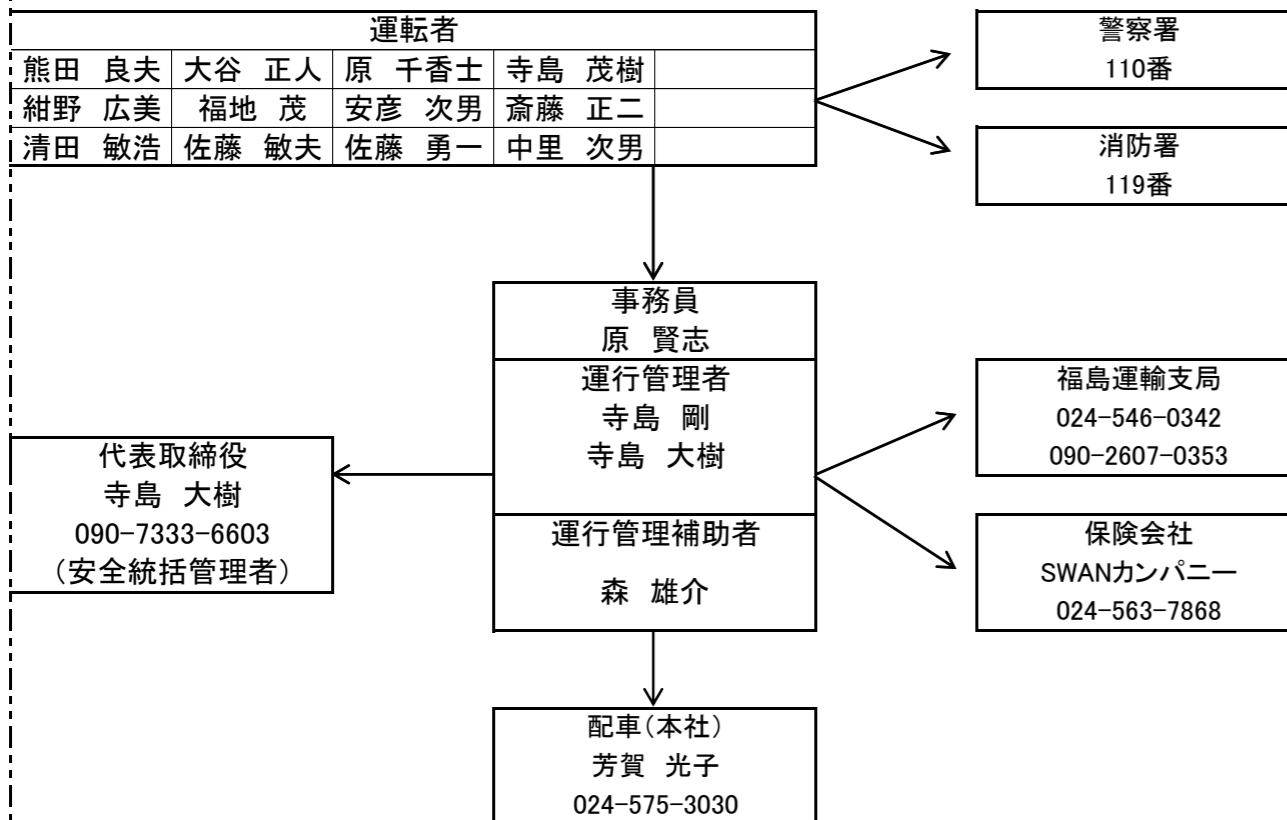 運転者
熊田 良夫 大谷 正人 原 千香士 寺島 茂樹
紺野 広美 福地 茂 安彦 次男 斎藤 正二
清田 敏浩 佐藤 敏夫 佐藤 勇一 中里 次男
警察署
110番
消防署
119番
事務員
原 賢志
運行管理者
寺島 剛
寺島 大樹
運行管理補助者
森 雄介
代表取締役
寺島 大樹
090-7333-6603
（安全統括管理者）
福島運輸支局
024-546-0342
090-2607-0353
保険会社
SWANカンパニー
024-563-7868
配車（本社）
芳賀 光子
024-575-3030